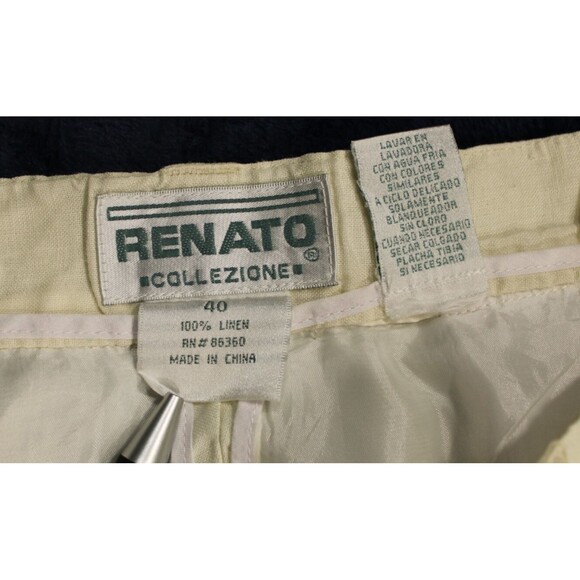 RENATO®
▪COLLEZIONE▪
40
100% LINEN
RN# 86360
MADE IN CHINA
LAVAR EN
LAVADORA
CON AGUA FRIA
CON COLORES
SIMILARES
A CICLO DELICADO
SOLAMENTE
BLANQUEADOR
SIN CLORO
CUANDO NECESARIO
SECAR COLGADO
PLACHA TIBIA
SI NECESARIO